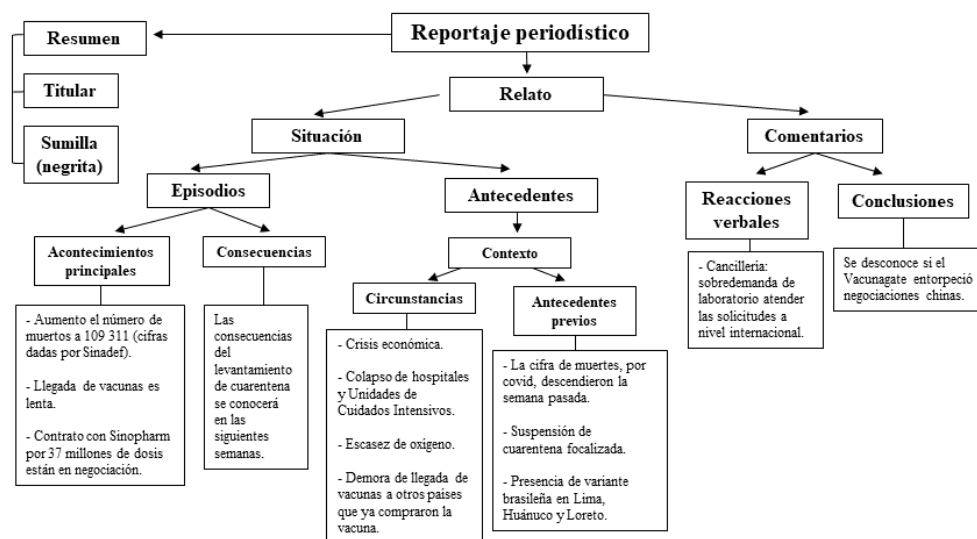 Reportaje periodístico
Resumen
Titular
Sumilla
(negrita)
Relato
Situación
Comentarios
Episodios
Antecedentes
Reacciones
verbales
Conclusiones
Acontecimientos
principales
Consecuencias
Contexto
Circunstancias
Antecedentes
previos
- Aumento el número de
muertos a 109 311 (cifras
dadas por Sinadef).
- Llegada de vacunas es
lenta.
- Contrato con Sinopharm
por 37 millones de dosis
están en negociación.
Las
consecuencias
del
levantamiento
de cuarentena
se conocerá
en las
siguientes
semanas.
- Crisis económica.
- Colapso de hospitales
y Unidades de
Cuidados Intensivos.
- Escasez de oxigeno.
- Demora de llegada de
vacunas a otros países
que ya compraron la
vacuna.
- La cifra de muertes, por
covid, descendieron la
semana pasada.
- Suspensión de
cuarentena focalizada.
- Presencia de variante
brasileña en Lima,
Huánuco y Loreto.
- Cancilleria:
sobredemanda de
laboratorio atender
las solicitudes a
nivel internacional.
Se desconoce si el
Vacunagate entorpeció
negociaciones chinas.